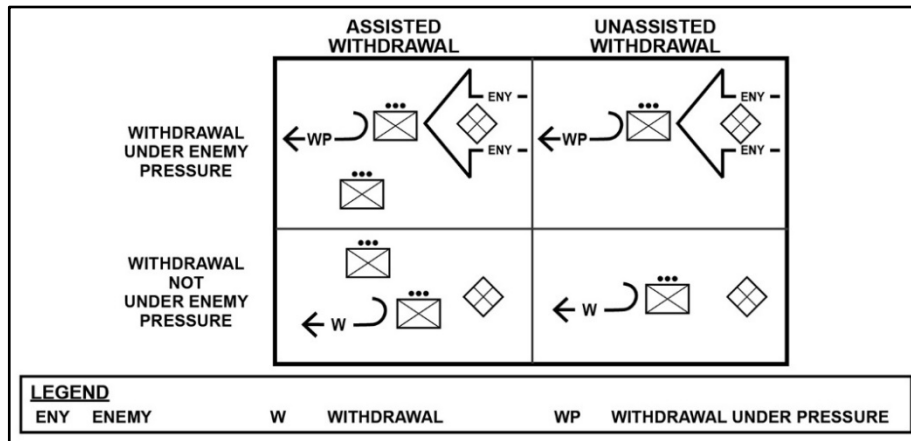 ASSISTED
WITHDRAWAL
UNASSISTED
WITHDRAWAL
WITHDRAWAL
UNDER ENEMY
PRESSURE
ENY
WP
ENY
ENY
WP
ENY
WITHDRAWAL
NOT
UNDER ENEMY
PRESSURE
W
W
LEGEND
ENY ENEMY W WITHDRAWAL WP WITHDRAWAL UNDER PRESSURE